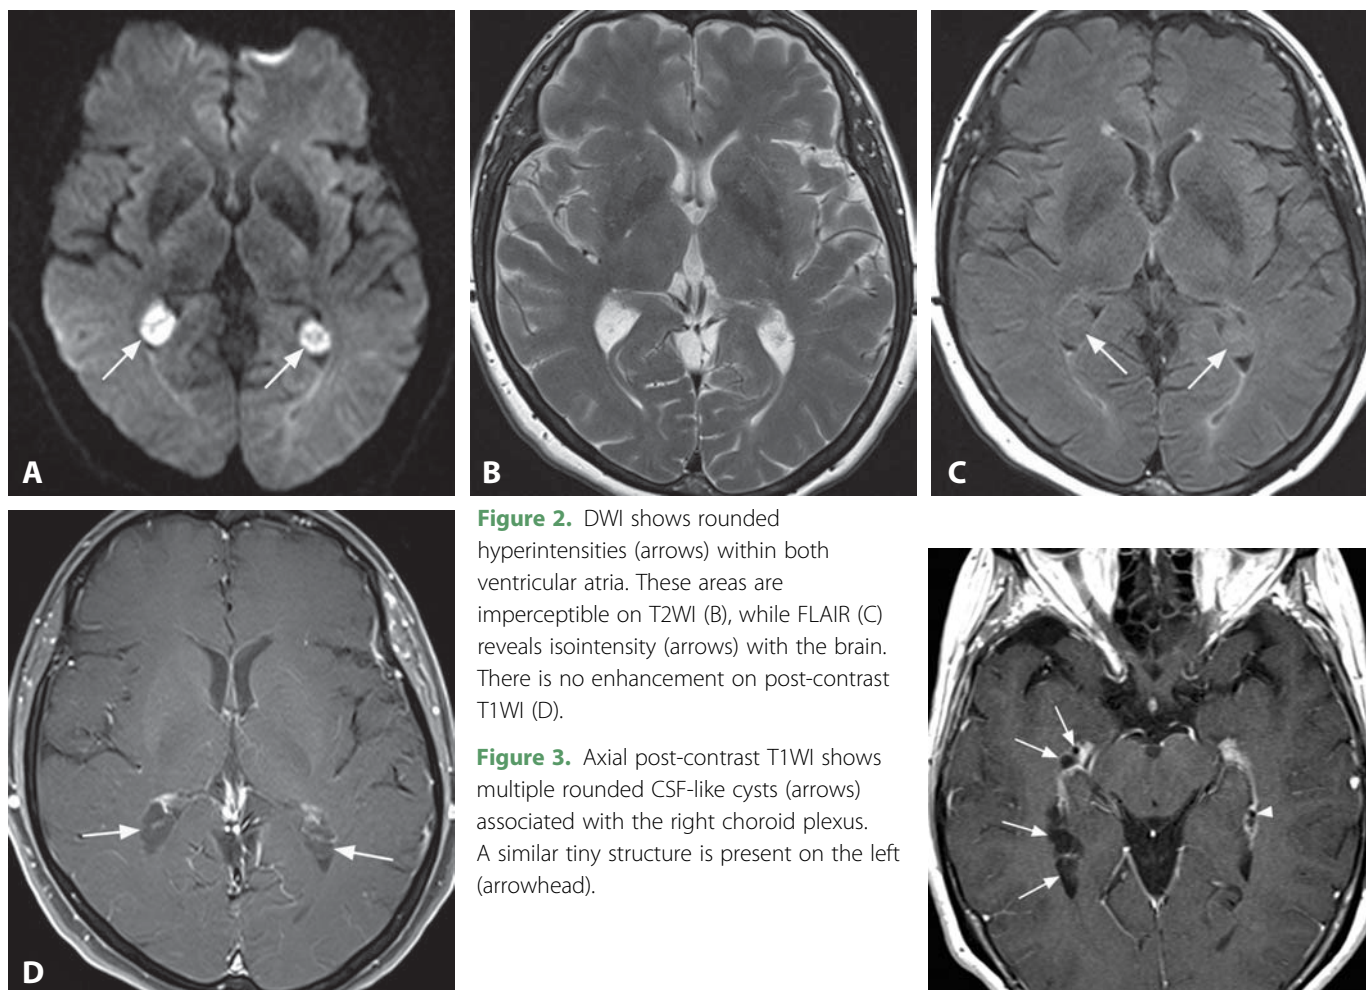 A
B
C
D
Figure 2. DWI shows rounded
hyperintensities (arrows) within both
ventricular atria. These areas are
imperceptible on T2WI (B), while FLAIR (C)
reveals isointensity (arrows) with the brain.
There is no enhancement on post-contrast
T1WI (D).
Figure 3. Axial post-contrast T1WI shows
multiple rounded CSF-like cysts (arrows)
associated with the right choroid plexus.
A similar tiny structure is present on the left
(arrowhead).